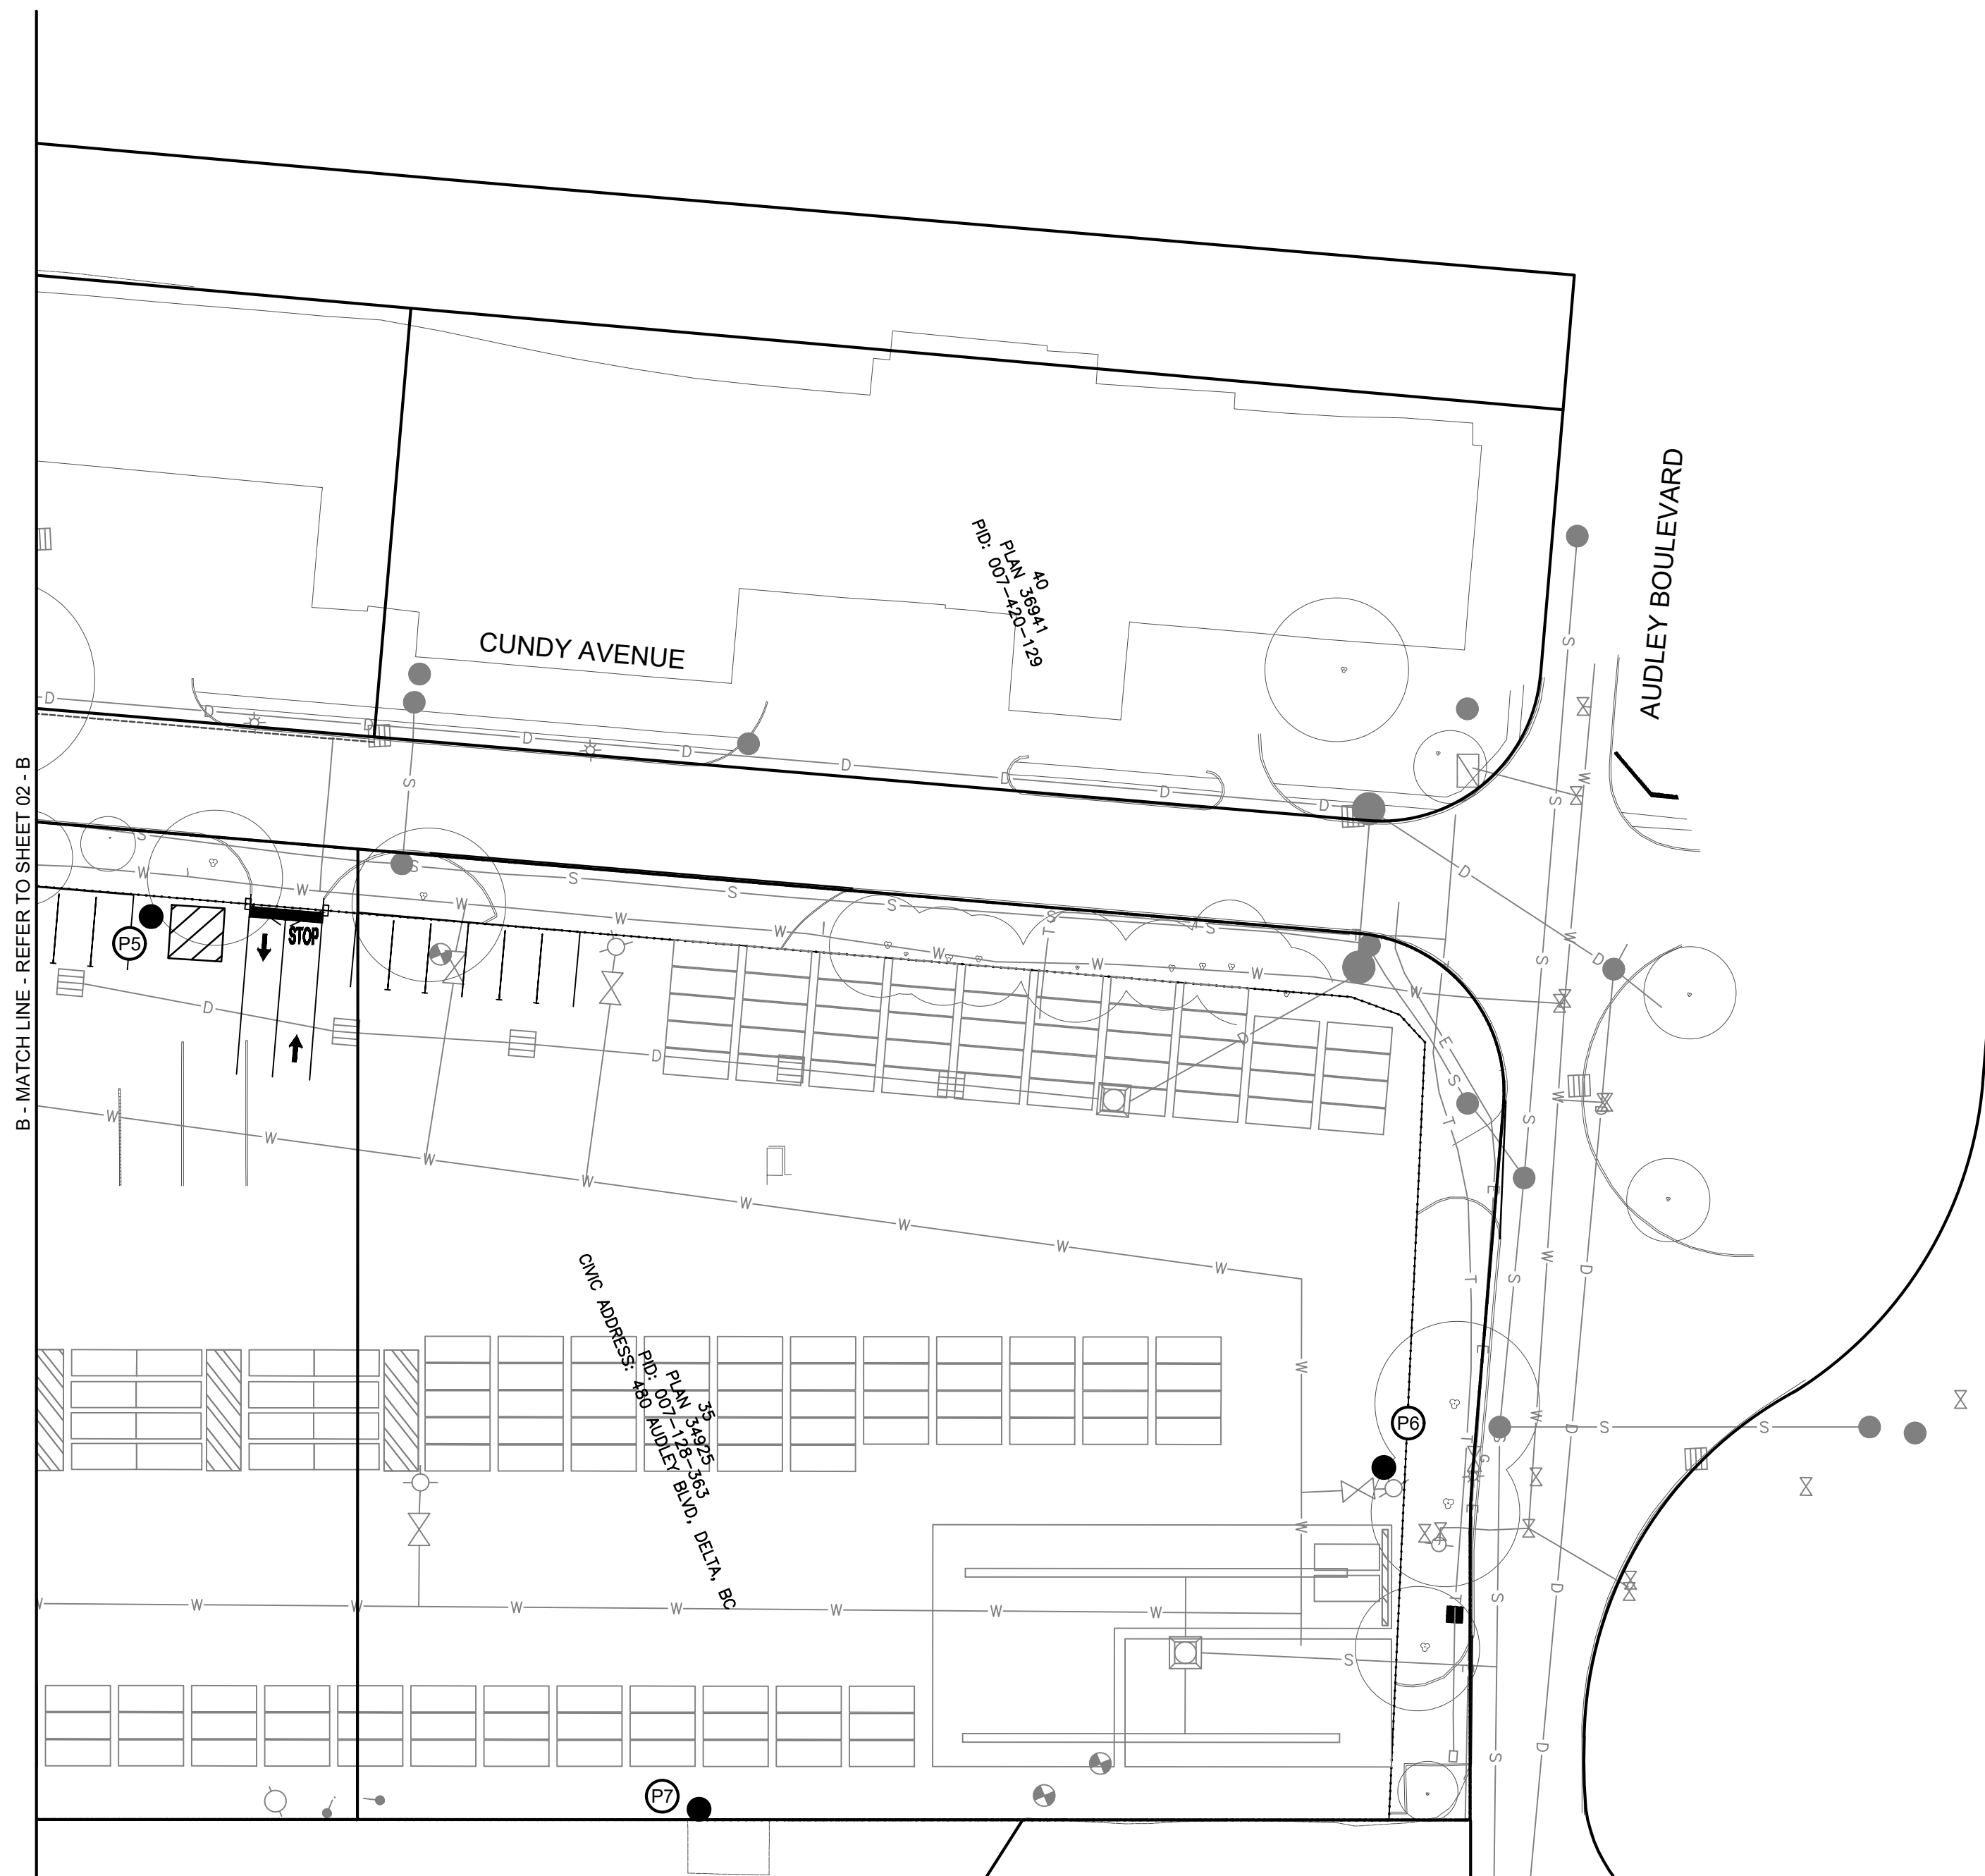 AUDLEY BOULEVARD
40
PLAN 36941
PID: 007-420-129
CUNDY AVENUE
B - MATCH LINE - REFER TO SHEET 02 - B
P5
STOP
35
PLAN 34925
PID: 007-128-363
CIVIC ADDRESS: 480 AUDLEY BLVD, DELTA, BC
P6
P7